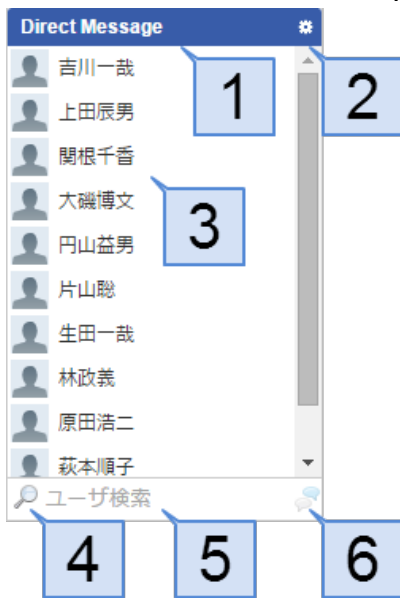 Direct Message
吉川一哉
上田辰男
関根千香
大磯博文
円山益男
片山聡
生田一哉
林政義
原田浩二
萩本順子
ユーザ検索
1
2
3
4
5
6